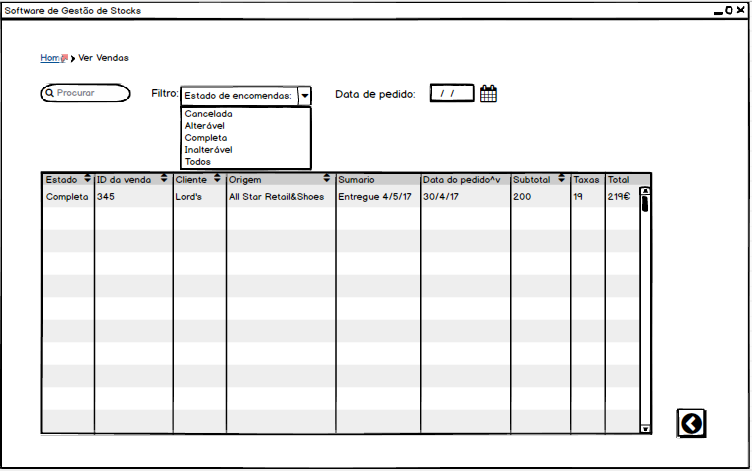 Software de Gestão de Stocks
Home > Ver Vendas
Procurar Filtro: Estado de encomendas: Data de pedido: / /
Cancelada
Alterável
Completa
Inalterável
Todos
Estado ID da venda Cliente Origem Sumario Data do pedido^v Subtotal Taxas Total
Completa 345 Lord's All Star Retail&Shoes Entregue 4/5/17 30/4/17 200 19 219€